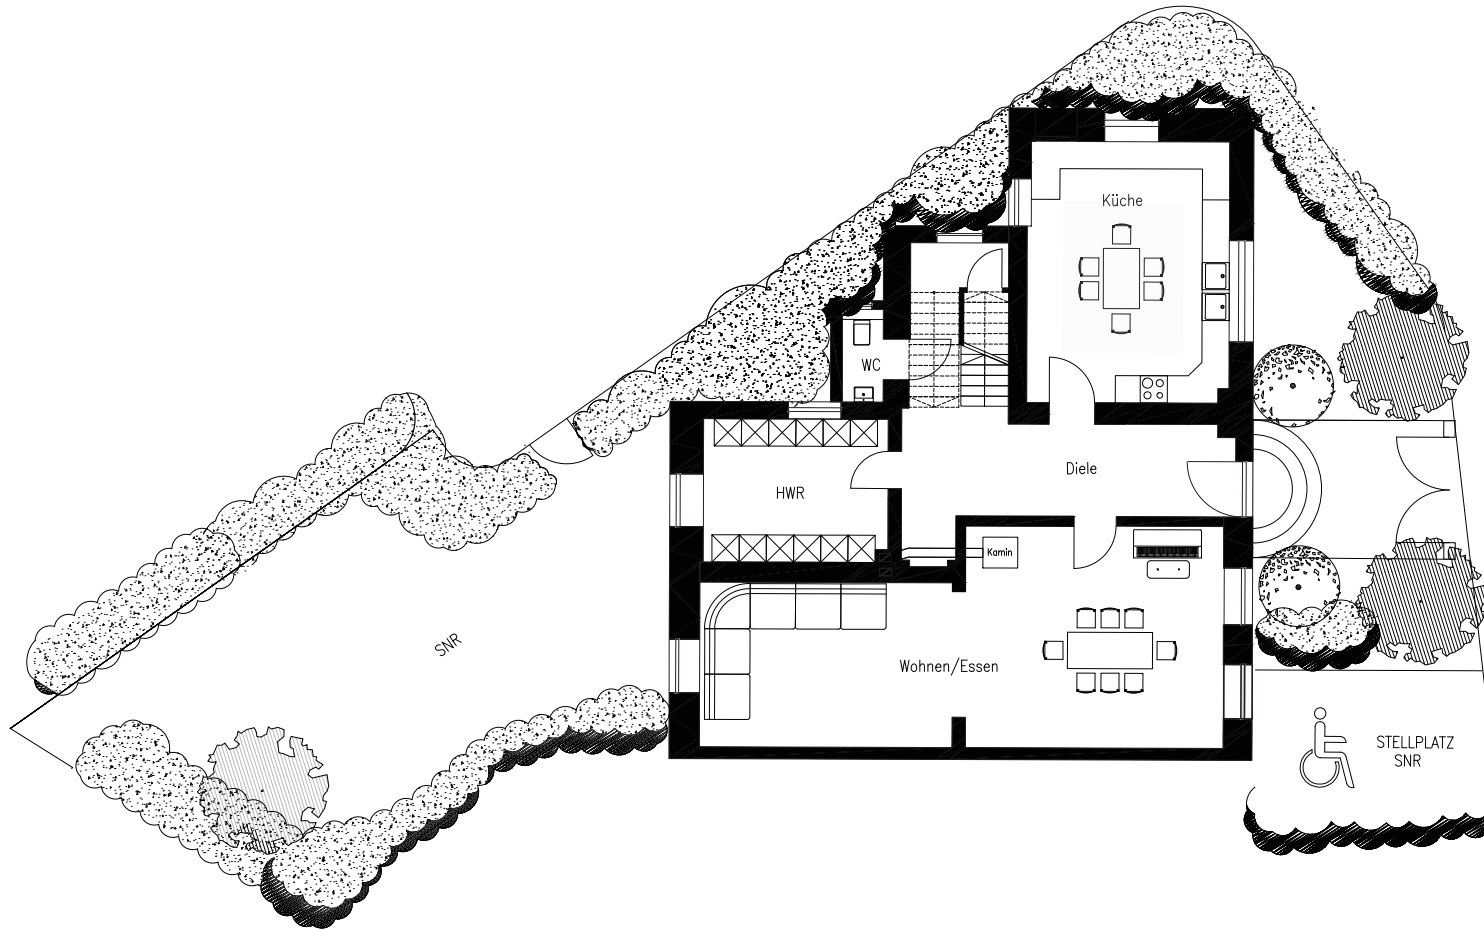 Küche
WC
Diele
HWR
Kamin
SNR
Wohnen/Essen
STELLPLATZ
SNR